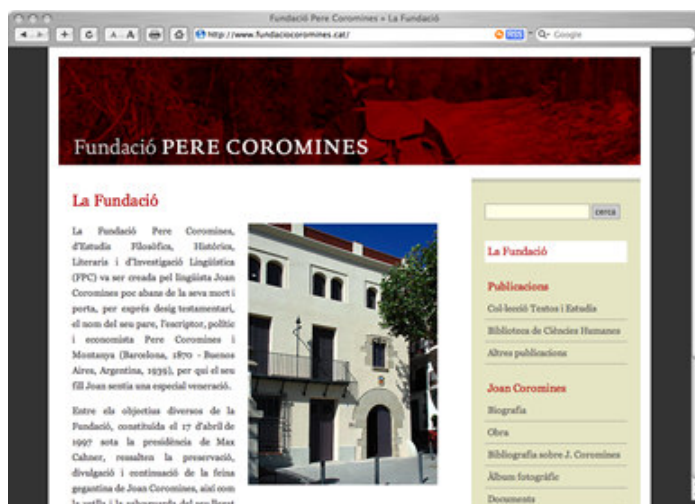 Fundació Pere Coromines » La Fundació
A A
http://www.fundaciocoromines.cat/
RSS
Google
Fundació PERE COROMINES
La Fundació
La Fundació Pere Coromines,
d'Estudis Filosòfics, Històrics,
Literaris i d'Investigació Lingüística
(FPC) va ser creada pel lingüista Joan
Coromines poc abans de la seva mort i
porta, per exprés desig testamentari,
el nom del seu pare, l'escriptor, polític
i economista Pere Coromines i
Montanya (Barcelona, 1870 - Buenos
Aires, Argentina, 1939), per qui el seu
fill Joan sentia una especial veneració.
Entre els objectius diversos de la
Fundació, constituïda el 17 d'abril de
1997 sota la presidència de Max
Cahner, ressalten la preservació,
divulgació i continuació de la feina
gegantina de Joan Coromines, així com
cerca
La Fundació
Publicacions
Col·lecció Textos i Estudis
Biblioteca de Ciències Humanes
Altres publicacions
Joan Coromines
Biografia
Obra
Bibliografia sobre J. Coromines
Àlbum fotogràfic
Documents